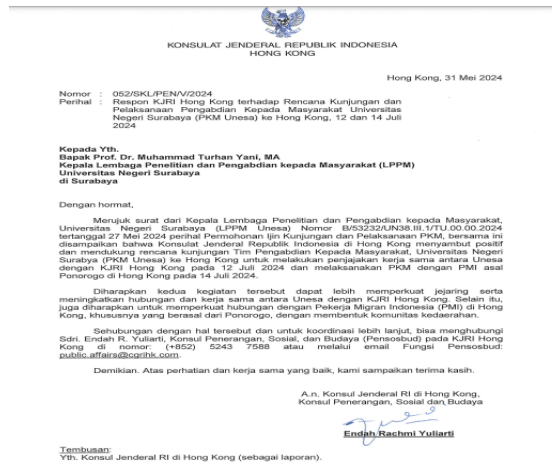 KONSULAT JENDERAL REPUBLIK INDONESIA
HONG KONG
Hong Kong, 31 Mei 2024
Nomor : 052/SKL/PEN/V/2024
Perihal : Respon KJRI Hong Kong terhadap Rencana Kunjungan dan
Pelaksanaan Pengabdian Kepada Masyarakat Universitas
Negeri Surabaya (PKM Unesa) ke Hong Kong, 12 dan 14 Juli
2024
Kepada Yth.
Bapak Prof. Dr. Muhammad Turhan Yani, MA
Kepala Lembaga Penelitian dan Pengabdian kepada Masyarakat (LPPM)
Universitas Negeri Surabaya
di Surabaya
Dengan hormat,
Merujuk surat dari Kepala Lembaga Penelitian dan Pengabdian kepada Masyarakat,
Universitas Negeri Surabaya (LPPM Unesa) Nomor B/53232/UN38.III.1/TU.00.00.2024
tertanggal 27 Mei 2024 perihal Permohonan Ijin Kunjungan dan Pelaksanaan PKM, bersama ini
disampaikan bahwa Konsulat Jenderal Republik Indonesia di Hong Kong menyambut positif
dan mendukung rencana kunjungan Tim Pengabdian Kepada Masyarakat, Universitas Negeri
Surabya (PKM Unesa) ke Hong Kong untuk melakukan penjajakan kerja sama antara Unesa
dengan KJRI Hong Kong pada 12 Juli 2024 dan melaksanakan PKM dengan PMI asal
Ponorogo di Hong Kong pada 14 Juli 2024.
Diharapkan kedua kegiatan tersebut dapat lebih memperkuat jejaring serta
meningkatkan hubungan dan kerja sama antara Unesa dengan KJRI Hong Kong. Selain itu,
juga diharapkan untuk memperkuat hubungan dengan Pekerja Migran Indonesia (PMI) di Hong
Kong, khususnya yang berasal dari Ponorogo, dengan membentuk komunitas kedaerahan.
Sehubungan dengan hal tersebut dan untuk koordinasi lebih lanjut, bisa menghubungi
Sdri. Endah R. Yuliarti, Konsul Penerangan, Sosial, dan Budaya (Pensosbud) pada KJRI Hong
Kong di nomor: (+852) 5243 7588 atau melalui email Fungsi Pensosbud:
public.affairs@cgrihk.com.
Demikian. Atas perhatian dan kerja sama yang baik, kami sampaikan terima kasih.
A.n. Konsul Jenderal RI di Hong Kong,
Konsul Penerangan, Sosial dan Budaya
Endah Rachmi Yuliarti
Tembusan:
Yth. Konsul Jenderal RI di Hong Kong (sebagai laporan).